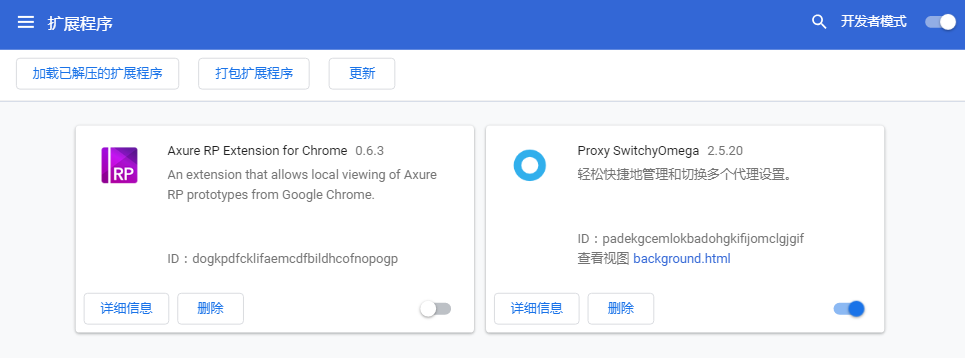 扩展程序
开发者模式
加载已解压的扩展程序
打包扩展程序
更新
RP
Axure RP Extension for Chrome 0.6.3
An extension that allows local viewing of Axure
RP prototypes from Google Chrome.
ID：dogkpdfcklifaemcdfbildhcofnopogp
详细信息
删除
Proxy SwitchyOmega 2.5.20
轻松快捷地管理和切换多个代理设置。
ID：padekgcemlokbadohgkifijomclgjgif
查看视图 background.html
详细信息
删除